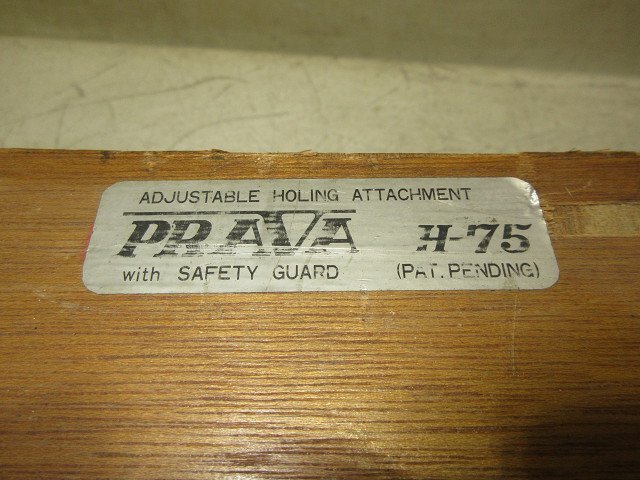 ADJUSTABLE HOLING ATTACHMENT
PRAVA H-75
with SAFETY GUARD (PAT. PENDING)